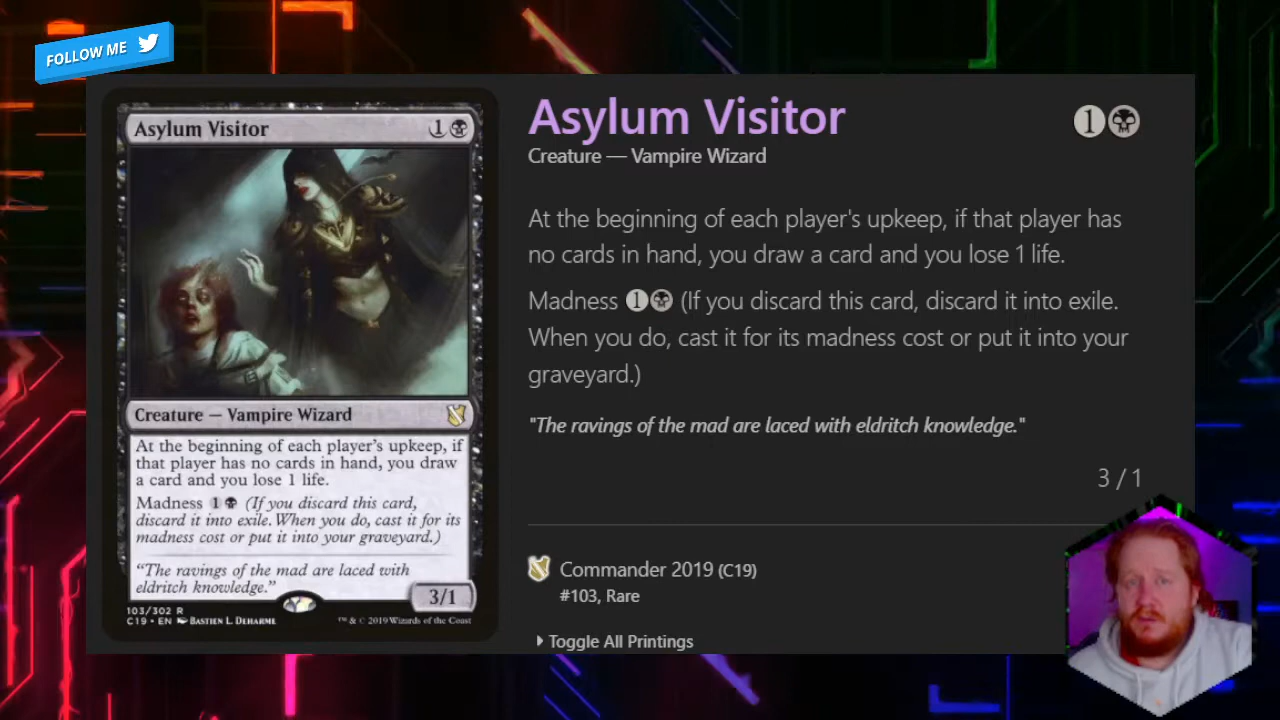 FOLLOW ME
Asylum Visitor 1
Creature — Vampire Wizard
At the beginning of each player's upkeep, if
that player has no cards in hand, you draw
a card and you lose 1 life.
Madness 1 (If you discard this card,
discard it into exile. When you do, cast it for its
madness cost or put it into your graveyard.)
"The ravings of the mad are laced with
eldritch knowledge."
3/1
103/302 R
C19 • EN Bastien L. Deharme
™ & © 2019 Wizards of the Coast
Asylum Visitor 1
Creature — Vampire Wizard
At the beginning of each player's upkeep, if that player has
no cards in hand, you draw a card and you lose 1 life.
Madness 1 (If you discard this card, discard it into exile.
When you do, cast it for its madness cost or put it into your
graveyard.)
"The ravings of the mad are laced with eldritch knowledge."
3 / 1
Commander 2019 (C19)
#103, Rare
Toggle All Printings